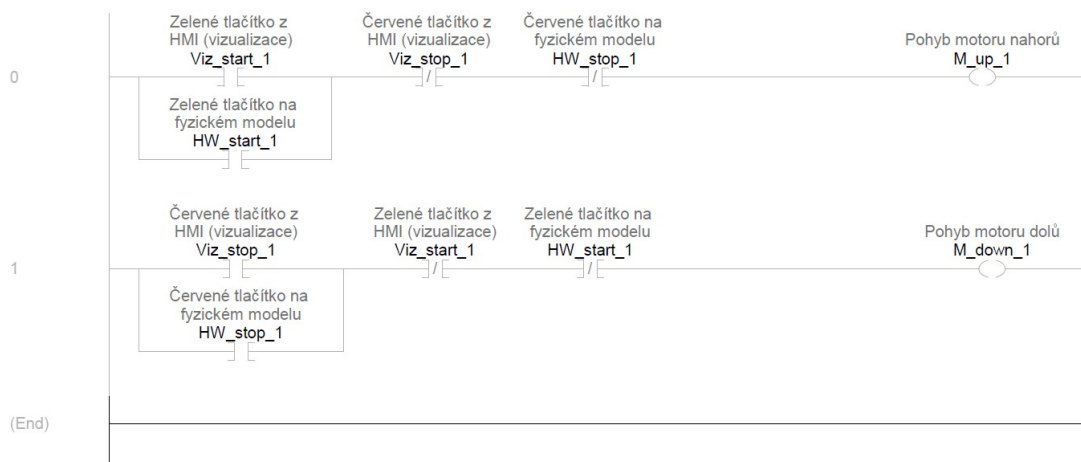 Zelené tlačítko z
HMI (vizualizace)
Viz_start_1
Červené tlačítko z
HMI (vizualizace)
Viz_stop_1
Červené tlačítko na
fyzickém modelu
HW_stop_1
Pohyb motoru nahorů
M_up_1
0
Zelené tlačítko na
fyzickém modelu
HW_start_1
Červené tlačítko z
HMI (vizualizace)
Viz_stop_1
Zelené tlačítko z
HMI (vizualizace)
Viz_start_1
Zelené tlačítko na
fyzickém modelu
HW_start_1
Pohyb motoru dolů
M_down_1
1
Červené tlačítko na
fyzickém modelu
HW_stop_1
(End)